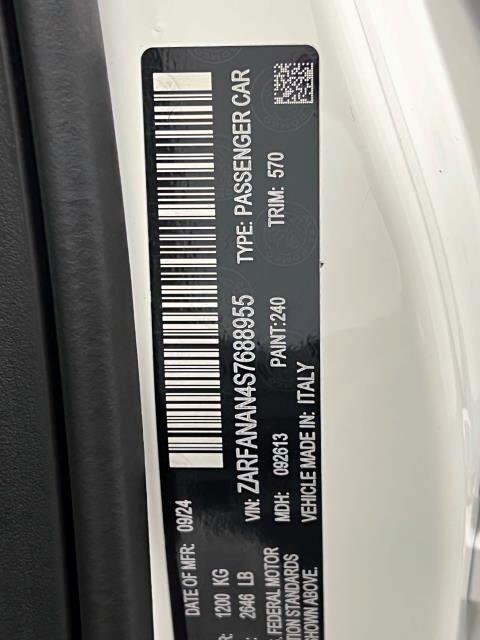 DATE OF MFR: 09/24
1200 KG
2646 LB
FEDERAL MOTOR
STANDARDS
SHOWN ABOVE.
VIN: ZARFANAN4S7688955 TYPE: PASSENGER CAR
MDH: 092613 PAINT:240 TRIM: 570
VEHICLE MADE IN: ITALY